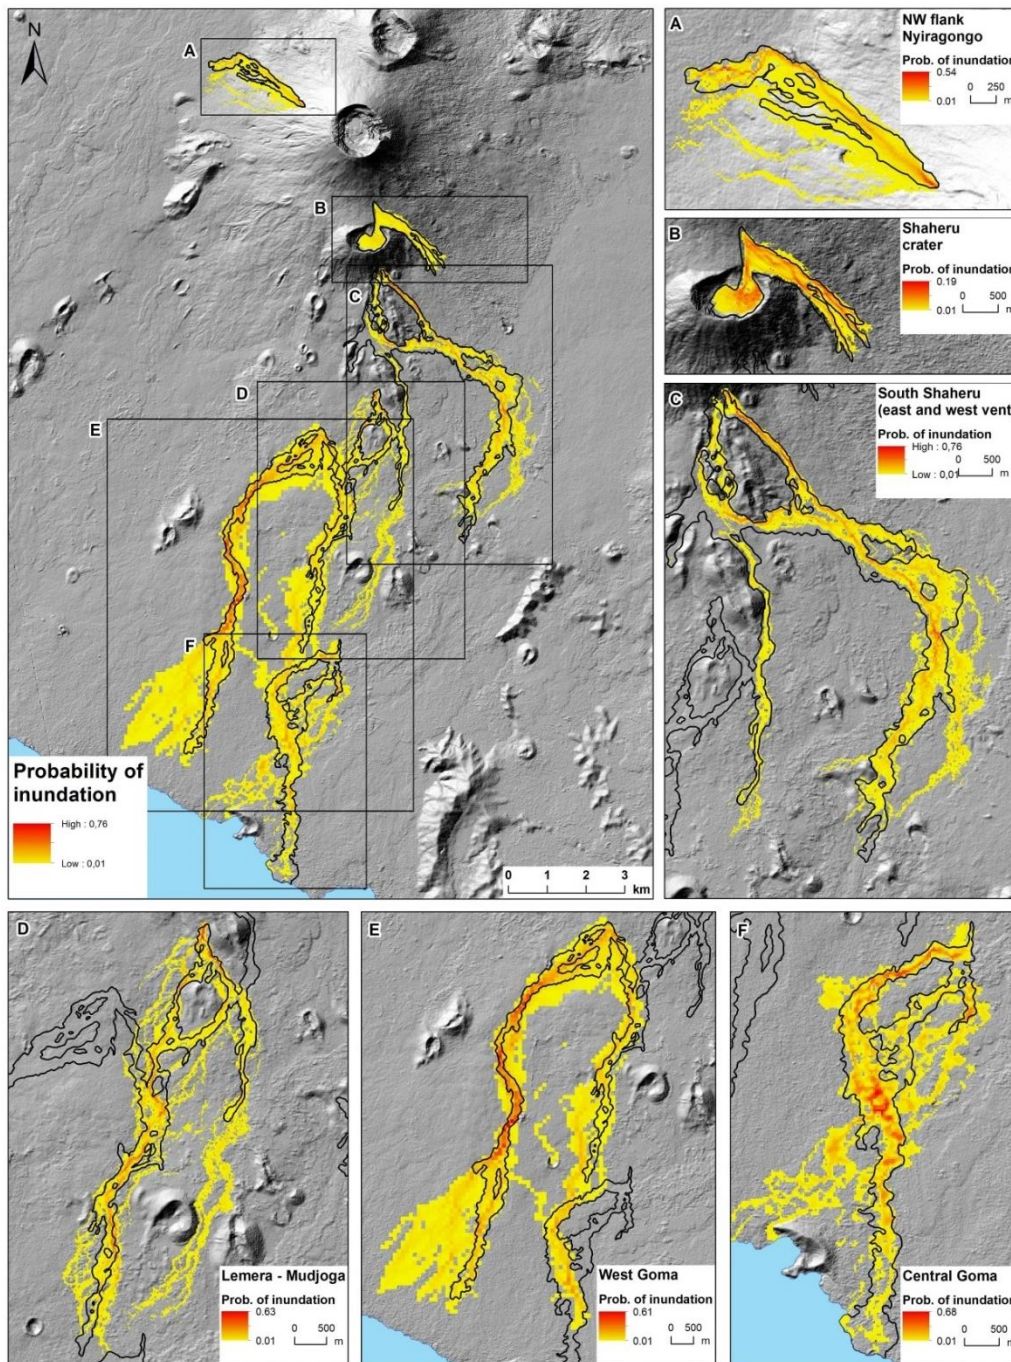 N
A
B
C
D
E
F
Probability of
inundation
High : 0,76
Low : 0,01
0 1 2 3
km
A
NW flank
Nyiragongo
Prob. of inundation
0.54
0.01
0 250
m
B
Shaheru
crater
Prob. of inundation
0.19
0.01
0 500
m
C
South Shaheru
(east and west vent
Prob. of inundation
High : 0,76
Low : 0,01
0 500
m
D
Lemera - Mudjoga
Prob. of inundation
0.63
0.01
0 500
m
E
West Goma
Prob. of inundation
0.61
0.01
0 500
m
F
Central Goma
Prob. of inundation
0.68
0.01
0 500
m